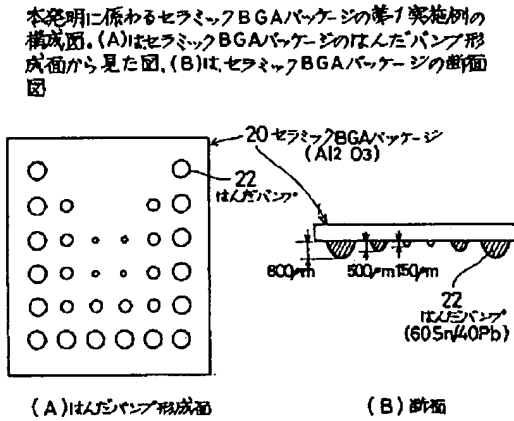 本発明に係わるセラミックBGAパッケージの第1実施例の
構成図。(A)はセラミックBGAパッケージのはんだバンプ形
成面から見た図、(B)は、セラミックBGAパッケージの断面
図
20 セラミックBGAパッケージ
(Al2 O3)
22
はんだバンプ
800μm
500μm
150μm
22
はんだバンプ
(60Sn/40Pb)
(A)はんだバンプ形成面
(B)断面